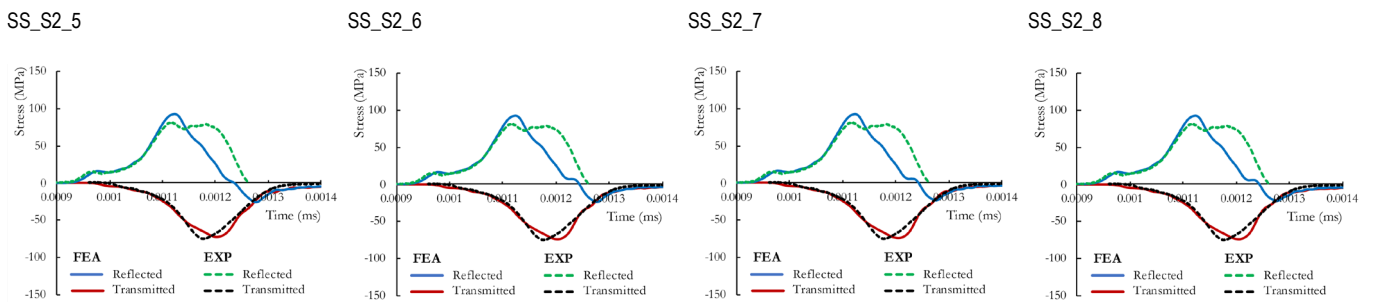 SS_S2_5
Stress (MPa)
150
100
50
0
-50
-100
-150
0.0009
0.001
0.0011
0.0012
0.0013
0.0014
Time (ms)
FEA EXP
Reflected Reflected
Transmitted Transmitted
SS_S2_6
Stress (MPa)
150
100
50
0
-50
-100
-150
0.0009
0.001
0.0011
0.0012
0.0013
0.0014
Time (ms)
FEA EXP
Reflected Reflected
Transmitted Transmitted
SS_S2_7
Stress (MPa)
150
100
50
0
-50
-100
-150
0.0009
0.001
0.0011
0.0012
0.0013
0.0014
Time (ms)
FEA EXP
Reflected Reflected
Transmitted Transmitted
SS_S2_8
Stress (MPa)
150
100
50
0
-50
-100
-150
0.0009
0.001
0.0011
0.0012
0.0013
0.0014
Time (ms)
FEA EXP
Reflected Reflected
Transmitted Transmitted